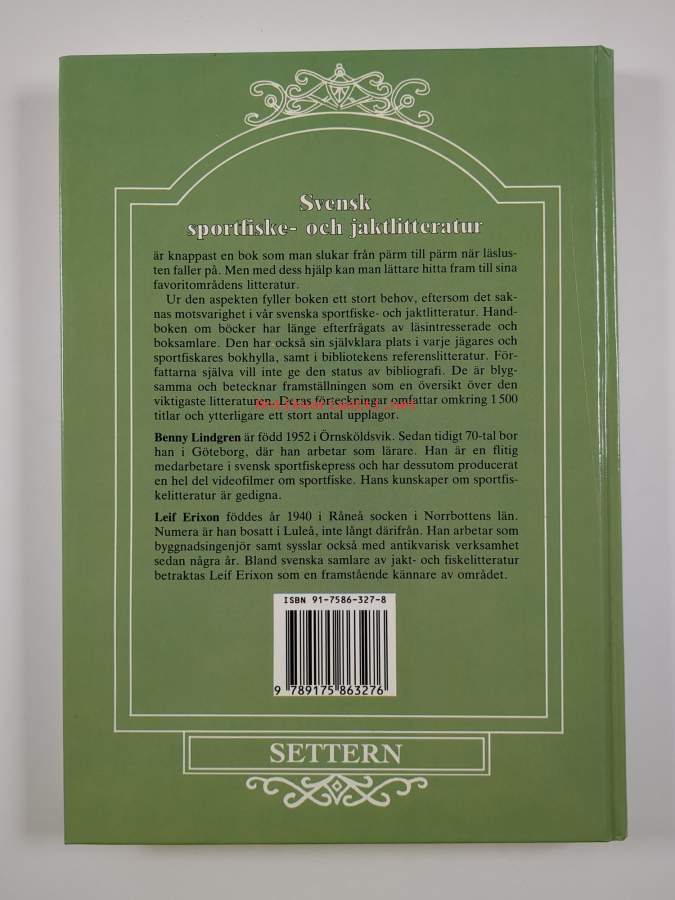 Svensk
sportfiske- och jaktlitteratur
är knappast en bok som man slukar från pärm till pärm när läslus-
ten faller på. Men med dess hjälp kan man lättare hitta fram till sina
favoritområdens litteratur.
Ur den aspekten fyller boken ett stort behov, eftersom det sak-
nas motsvarighet i vår svenska sportfiske- och jaktlitteratur. Hand-
boken om böcker har länge efterfrågats av läsintresserade och
boksamlare. Den har också sin självklara plats i varje jägares och
sportfiskares bokhylla, samt i bibliotekens referenslitteratur. För-
fattarna själva vill inte ge den status av bibliografi. De är blyg-
samma och betecknar framställningen som en översikt över den
viktigaste litteraturen. Deras förteckningar omfattar omkring 1 500
titlar och ytterligare ett stort antal upplagor.
Benny Lindgren är född 1952 i Örnsköldsvik. Sedan tidigt 70-tal bor
han i Göteborg, där han arbetar som lärare. Han är en flitig
medarbetare i svensk sportfiskepress och har dessutom producerat
en hel del videofilmer om sportfiske. Hans kunskaper om sportfis-
kelitteratur är gedigna.
Leif Erixon föddes år 1940 i Råneå socken i Norrbottens län.
Numera är han bosatt i Luleå, inte långt därifrån. Han arbetar som
byggnadsingenjör samt sysslar också med antikvarisk verksamhet
sedan några år. Bland svenska samlare av jakt- och fiskelitteratur
betraktas Leif Erixon som en framstående kännare av området.
ISBN 91-7586-327-8
9 789175 863276
SETTERN